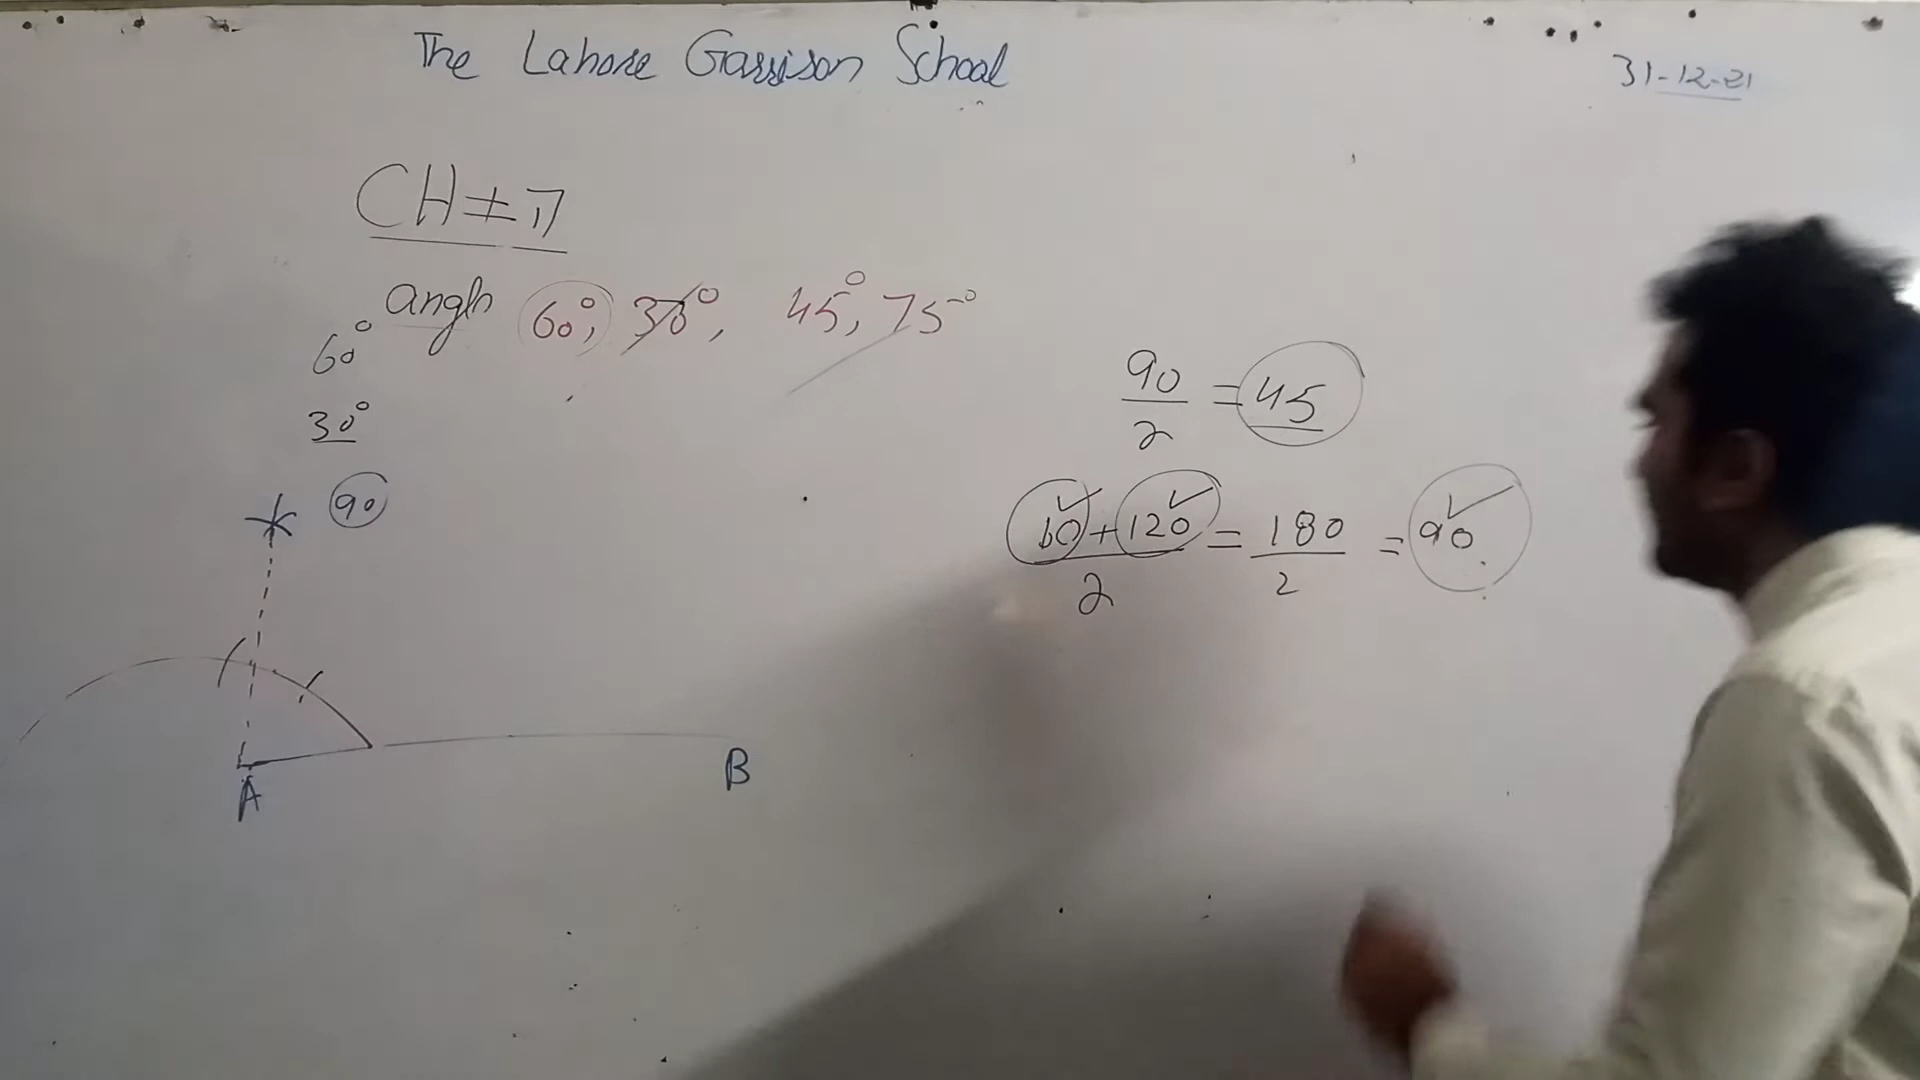 The Lahore Garrison School
31-12-21
CH# 7
angle 60°, 30°, 45°, 75°
60°
30°
90
90/2 = 45
60+120/2 = 180/2 = 90
A
B